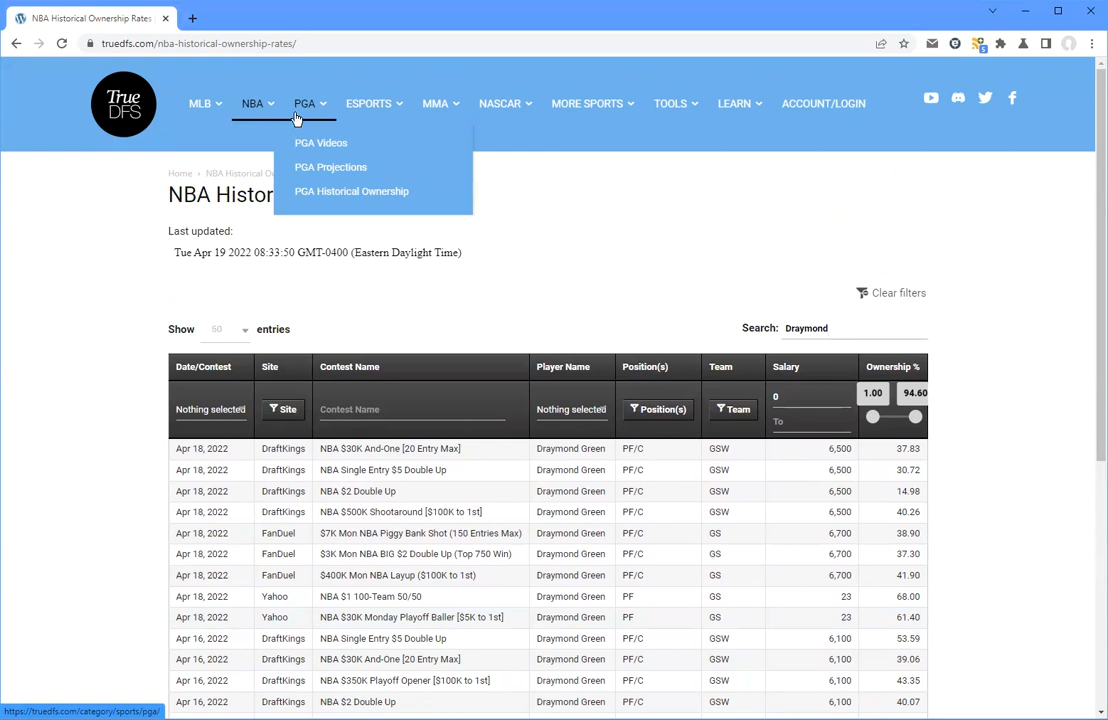 NBA Historical Ownership Rates
truedfs.com/nba-historical-ownership-rates/
5
True DFS
MLB NBA PGA ESPORTS MMA NASCAR MORE SPORTS TOOLS LEARN ACCOUNT/LOGIN
PGA Videos
PGA Projections
PGA Historical Ownership
Home › NBA Historical Ow
NBA Histor
Last updated:
Tue Apr 19 2022 08:33:50 GMT-0400 (Eastern Daylight Time)
Clear filters
Show 50 entries Search: Draymond
Date/Contest Site Contest Name Player Name Position(s) Team Salary Ownership %
Nothing selected Site Contest Name Nothing selected Position(s) Team 0 To 1.00 94.60
Apr 18, 2022 DraftKings NBA $30K And-One [20 Entry Max] Draymond Green PF/C GSW 6,500 37.83
Apr 18, 2022 DraftKings NBA Single Entry $5 Double Up Draymond Green PF/C GSW 6,500 30.72
Apr 18, 2022 DraftKings NBA $2 Double Up Draymond Green PF/C GSW 6,500 14.98
Apr 18, 2022 DraftKings NBA $500K Shootaround [$100K to 1st] Draymond Green PF/C GSW 6,500 40.26
Apr 18, 2022 FanDuel $7K Mon NBA Piggy Bank Shot (150 Entries Max) Draymond Green PF/C GS 6,700 38.90
Apr 18, 2022 FanDuel $3K Mon NBA BIG $2 Double Up (Top 750 Win) Draymond Green PF/C GS 6,700 37.30
Apr 18, 2022 FanDuel $400K Mon NBA Layup ($100K to 1st) Draymond Green PF/C GS 6,700 41.90
Apr 18, 2022 Yahoo NBA $1 100-Team 50/50 Draymond Green PF GS 23 68.00
Apr 18, 2022 Yahoo NBA $30K Monday Playoff Baller [$5K to 1st] Draymond Green PF GS 23 61.40
Apr 16, 2022 DraftKings NBA Single Entry $5 Double Up Draymond Green PF/C GSW 6,100 53.59
Apr 16, 2022 DraftKings NBA $30K And-One [20 Entry Max] Draymond Green PF/C GSW 6,100 39.06
Apr 16, 2022 DraftKings NBA $350K Playoff Opener [$100K to 1st] Draymond Green PF/C GSW 6,100 43.35
Apr 16, 2022 DraftKings NBA $2 Double Up Draymond Green PF/C GSW 6,100 40.07
https://truedfs.com/category/sports/pga/